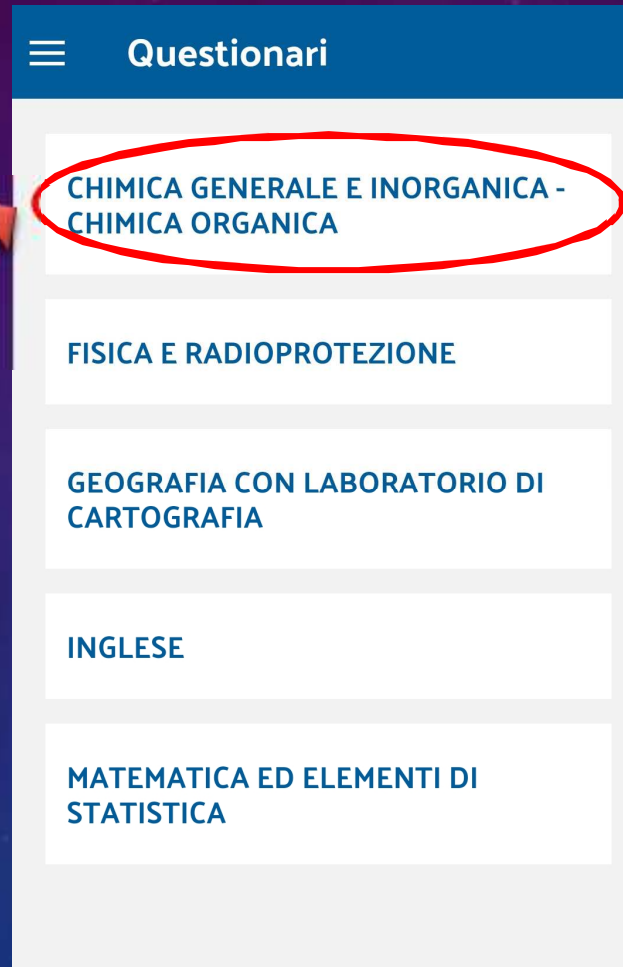 Questionari
CHIMICA GENERALE E INORGANICA -
CHIMICA ORGANICA
FISICA E RADIOPROTEZIONE
GEOGRAFIA CON LABORATORIO DI
CARTOGRAFIA
INGLESE
MATEMATICA ED ELEMENTI DI
STATISTICA